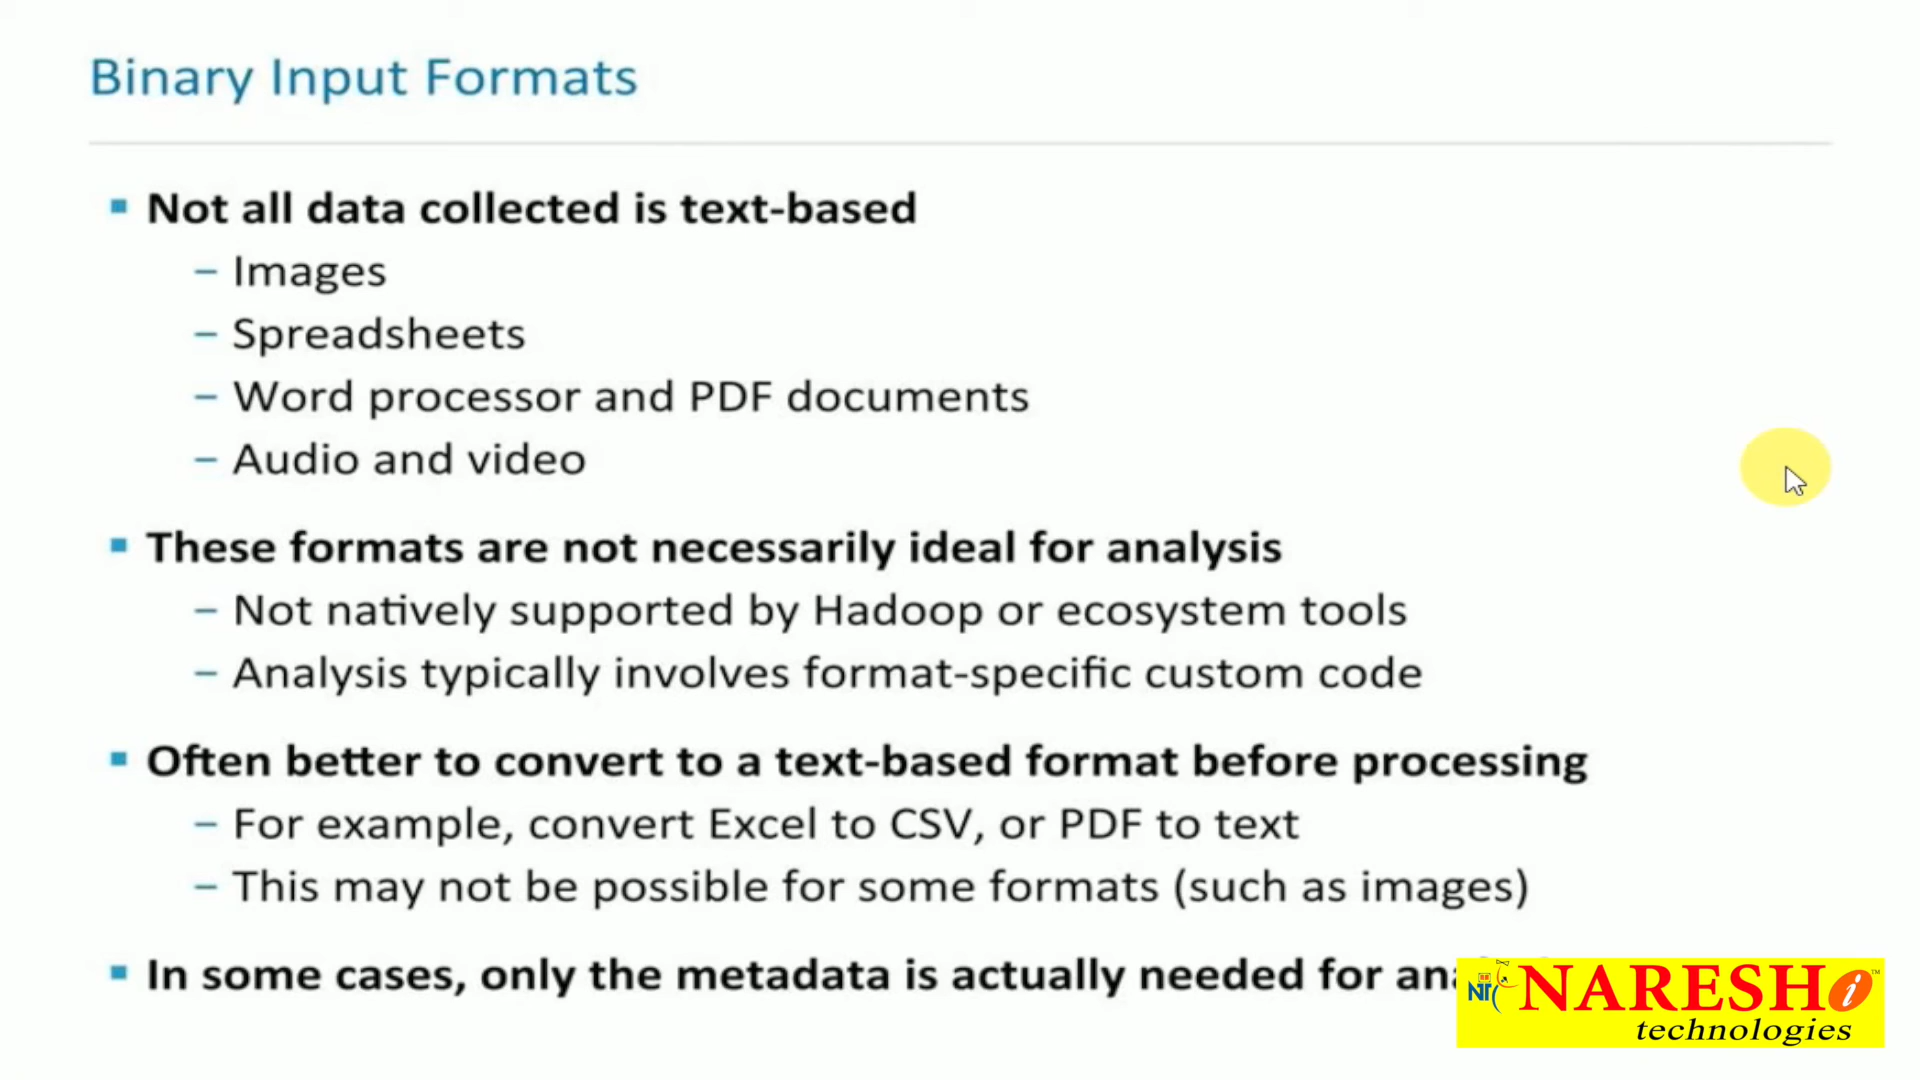 Binary Input Formats
▪ Not all data collected is text-based
– Images
– Spreadsheets
– Word processor and PDF documents
– Audio and video
▪ These formats are not necessarily ideal for analysis
– Not natively supported by Hadoop or ecosystem tools
– Analysis typically involves format-specific custom code
▪ Often better to convert to a text-based format before processing
– For example, convert Excel to CSV, or PDF to text
– This may not be possible for some formats (such as images)
▪ In some cases, only the metadata is actually needed for
NARESH i ™
technologies